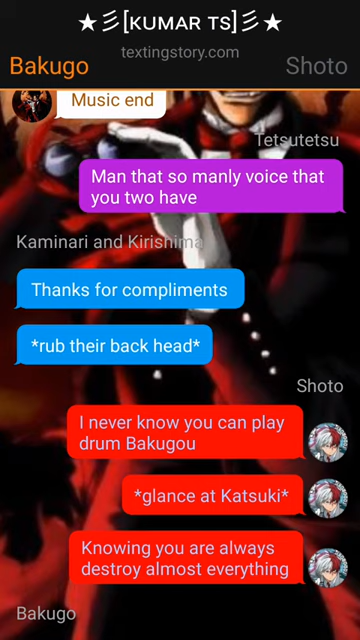 ★彡[ᴋᴜᴍᴀʀ ᴛꜱ]彡★
textingstory.com
Bakugo
Shoto
Music end
Tetsutetsu
Man that so manly voice that
you two have
Kaminari and Kirishima
Thanks for compliments
*rub their back head*
Shoto
I never know you can play
drum Bakugou
*glance at Katsuki*
Knowing you are always
destroy almost everything
Bakugo